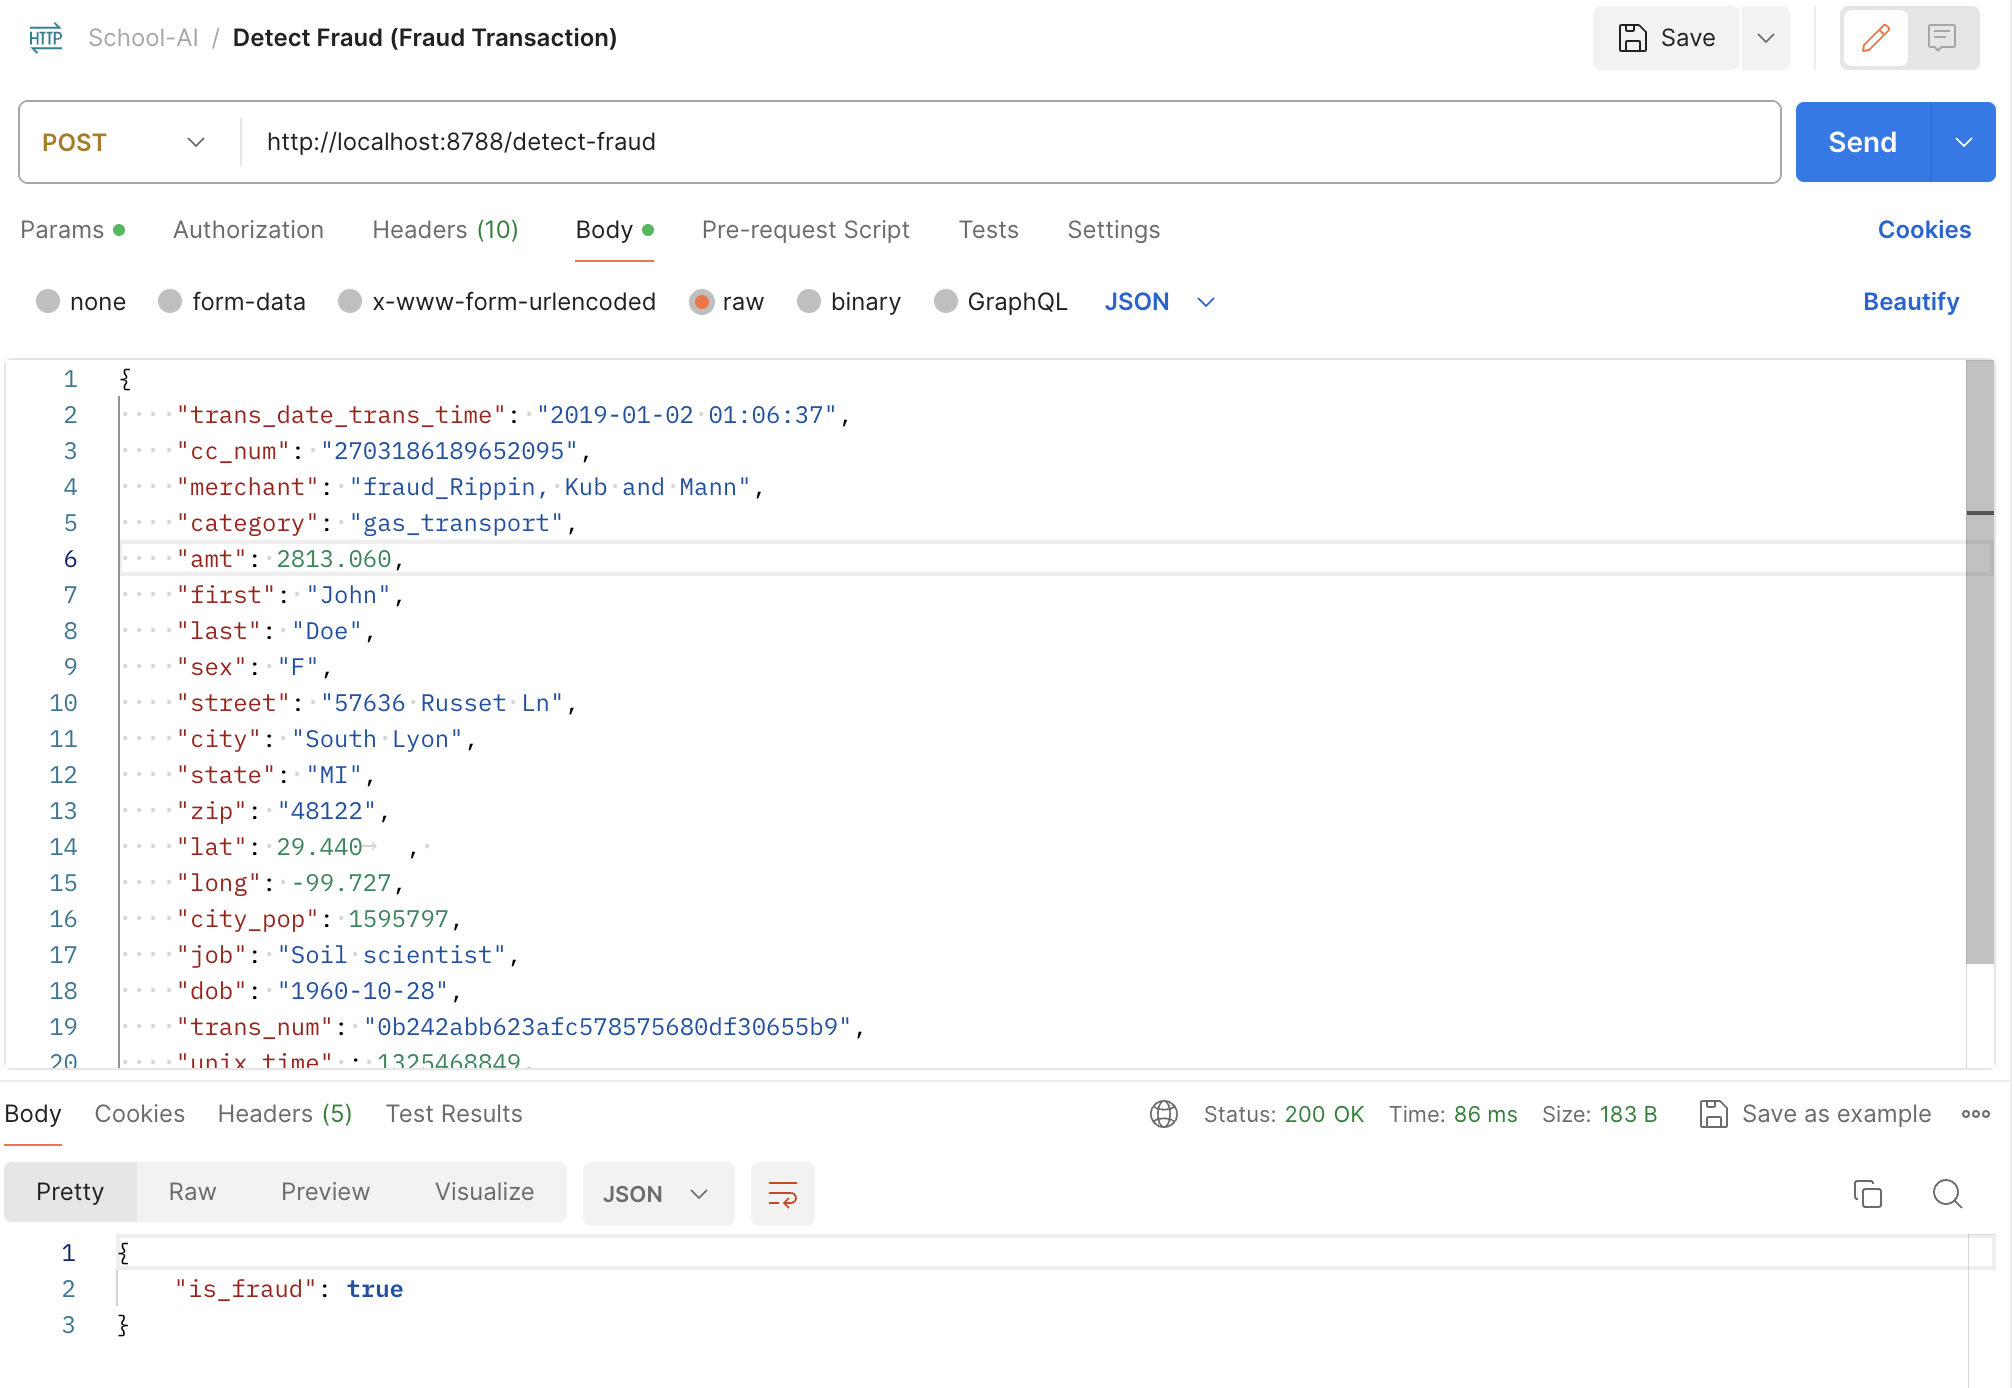 HTTP School-AI / Detect Fraud (Fraud Transaction) Save
POST http://localhost:8788/detect-fraud Send
Params Authorization Headers (10) Body Pre-request Script Tests Settings Cookies
none form-data x-www-form-urlencoded raw binary GraphQL JSON Beautify
1 {
2 "trans_date_trans_time": "2019-01-02 01:06:37",
3 "cc_num": "2703186189652095",
4 "merchant": "fraud_Rippin, Kub and Mann",
5 "category": "gas_transport",
6 "amt": 2813.060,
7 "first": "John",
8 "last": "Doe",
9 "sex": "F",
10 "street": "57636 Russet Ln",
11 "city": "South Lyon",
12 "state": "MI",
13 "zip": "48122",
14 "lat": 29.440 ,
15 "long": -99.727,
16 "city_pop": 1595797,
17 "job": "Soil scientist",
18 "dob": "1960-10-28",
19 "trans_num": "0b242abb623afc578575680df30655b9",
20 "unix_time" : 1325468849,
Body Cookies Headers (5) Test Results Status: 200 OK Time: 86 ms Size: 183 B Save as example
Pretty Raw Preview Visualize JSON
1 {
2 "is_fraud": true
3 }